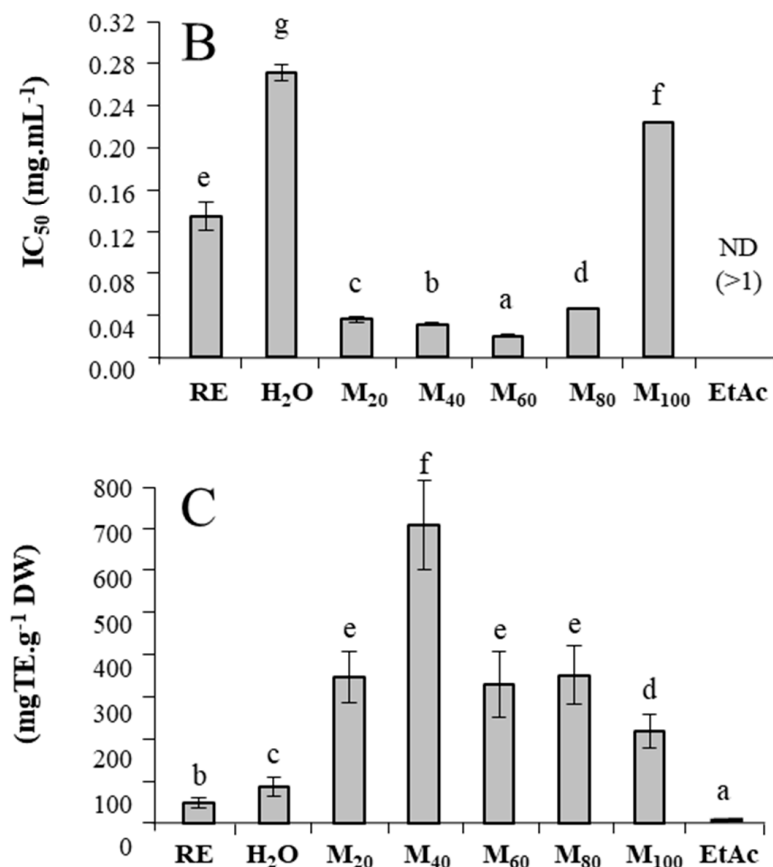 B
IC₅₀ (mg.mL⁻¹)
0.32
0.28
0.24
0.20
0.16
0.12
0.08
0.04
0.00
e
g
c
b
a
d
f
ND
(>1)
RE H₂O M₂₀ M₄₀ M₆₀ M₈₀ M₁₀₀ EtAc
C
(mgTE.g⁻¹ DW)
800
700
600
500
400
300
200
100
0
b
c
e
f
e
e
d
a
RE H₂O M₂₀ M₄₀ M₆₀ M₈₀ M₁₀₀ EtAc